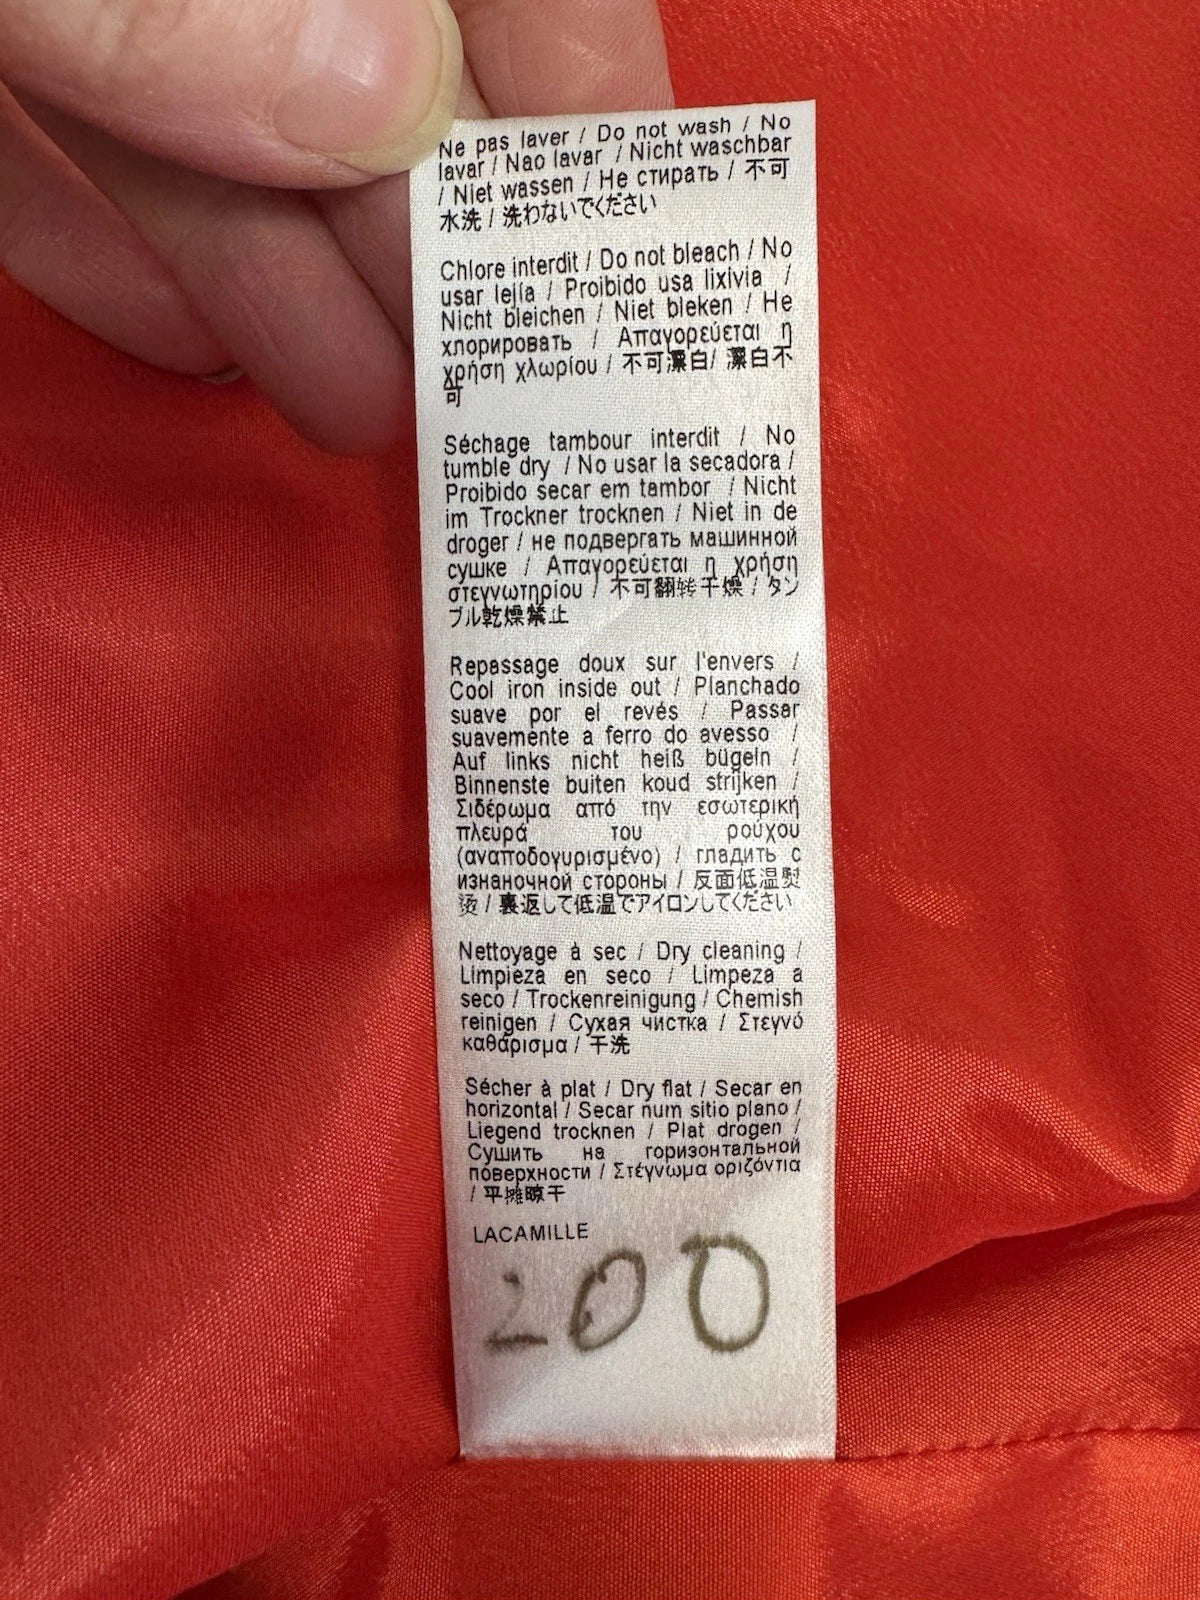 Ne pas laver / Do not wash / No
lavar / Nao lavar / Nicht waschbar
/ Niet wassen / Не стирать / 不可
水洗 / 洗わないでください
Chlore interdit / Do not bleach / No
usar lejía / Proibido usa lixivia /
Nicht bleichen / Niet bleken / Не
хлорировать / Απαγορεύεται η
χρήση χλωρίου / 不可漂白/ 漂白不
可
Séchage tambour interdit / No
tumble dry / No usar la secadora /
Proibido secar em tambor / Nicht
im Trockner trocknen / Niet in de
droger / не подвергать машинной
сушке / Απαγορεύεται η χρήση
στεγνωτηρίου / 不可翻转干燥 / タン
ブル乾燥禁止
Repassage doux sur l'envers /
Cool iron inside out / Planchado
suave por el revés / Passar
suavemente a ferro do avesso /
Auf links nicht heiß bügeln /
Binnenste buiten koud strijken /
Σιδέρωμα από την εσωτερική
πλευρά του ρούχου
(αναποδογυρισμένο) / гладить с
изнаночной стороны / 反面低温熨
烫 / 裏返して低温でアイロンしてください
Nettoyage à sec / Dry cleaning /
Limpieza en seco / Limpeza a
seco / Trockenreinigung / Chemish
reinigen / Сухая чистка / Στεγνό
καθάρισμα / 干洗
Sécher à plat / Dry flat / Secar en
horizontal / Secar num sitio plano /
Liegend trocknen / Plat drogen /
Сушить на горизонтальной
поверхности / Στέγνωμα οριζόντια
/ 平摊晾干
LACAMILLE
200